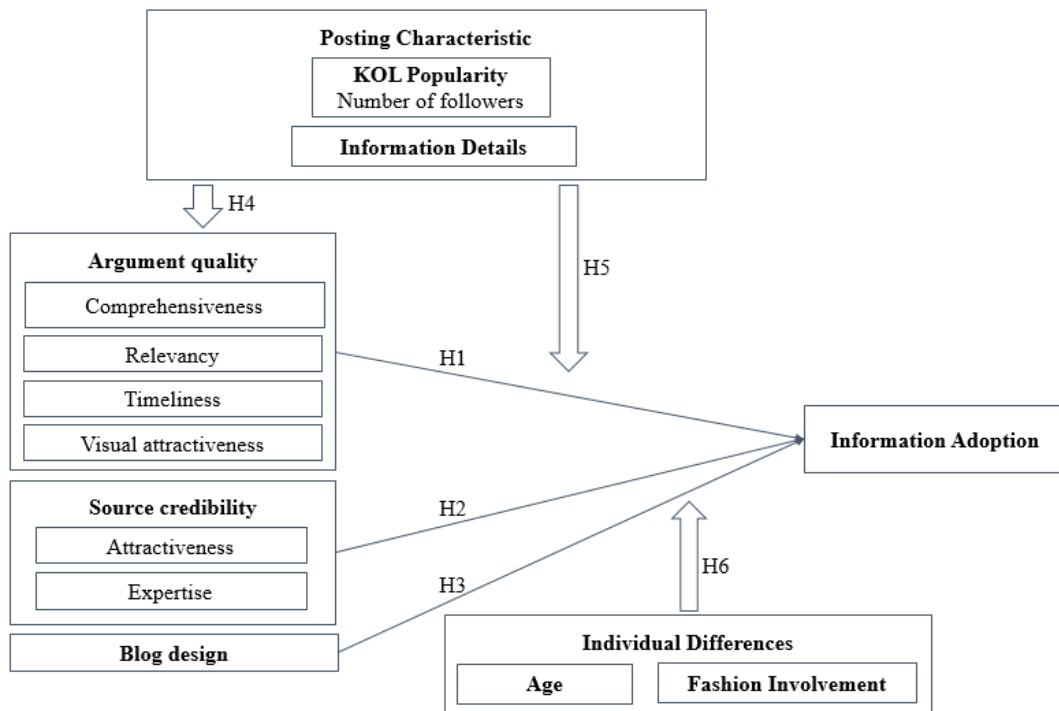 Posting Characteristic
KOL Popularity
Number of followers
Information Details
H4
H5
Argument quality
Comprehensiveness
Relevancy
Timeliness
Visual attractiveness
H1
Information Adoption
Source credibility
Attractiveness
Expertise
H2
H3
Blog design
H6
Individual Differences
Age
Fashion Involvement